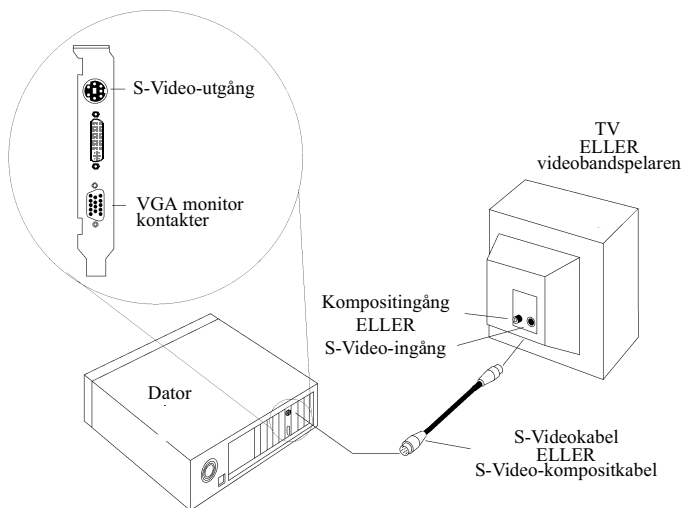 S-Video-utgång
VGA monitor
kontakter
TV
ELLER
videobandspelaren
Kompositingång
ELLER
S-Video-ingång
Dator
S-Videokabel
ELLER
S-Video-kompositkabel